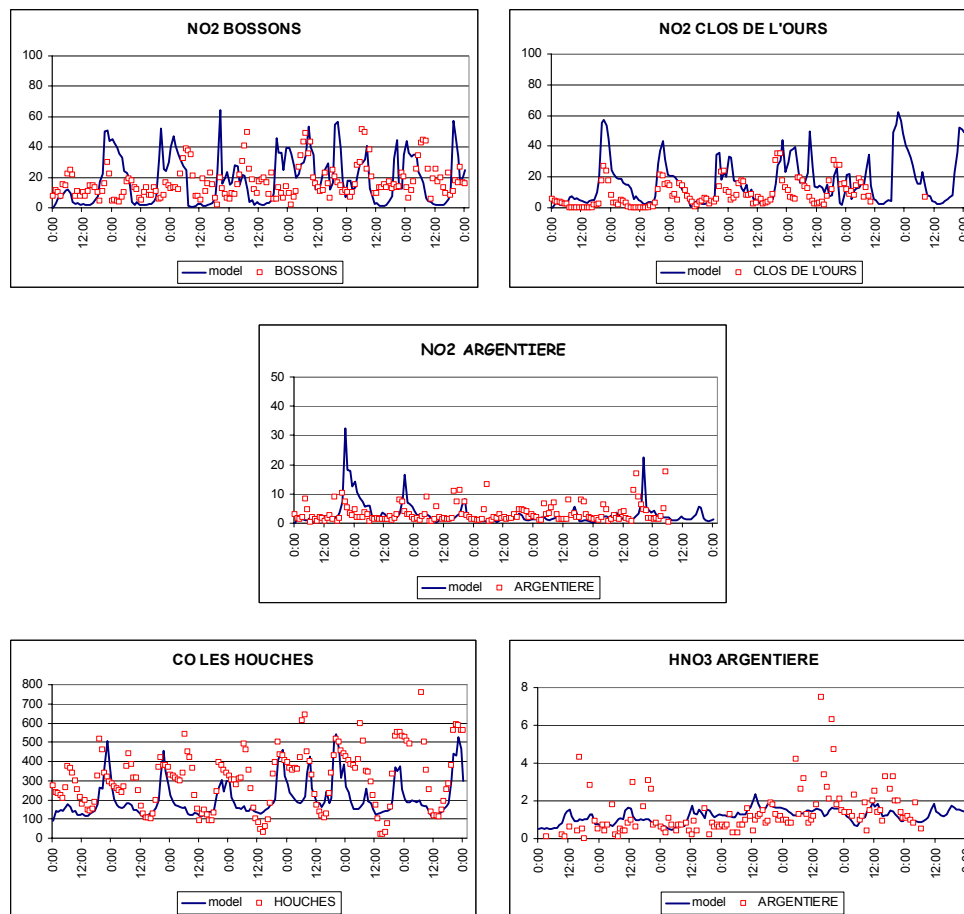 NO2 BOSSONS
100
80
60
40
20
0
0:00 12:00 0:00 12:00 0:00 12:00 0:00 12:00 0:00 12:00 0:00 12:00 0:00 12:00 0:00
model BOSSONS
NO2 CLOS DE L'OURS
100
80
60
40
20
0
0:00 12:00 0:00 12:00 0:00 12:00 0:00 12:00 0:00 12:00 0:00 12:00 0:00 12:00 0:00
model CLOS DE L'OURS
NO2 ARGENTIERE
50
40
30
20
10
0
0:00 12:00 0:00 12:00 0:00 12:00 0:00 12:00 0:00 12:00 0:00 12:00 0:00 12:00 0:00
model ARGENTIERE
CO LES HOUCHES
800
700
600
500
400
300
200
100
0
0:00 12:00 0:00 12:00 0:00 12:00 0:00 12:00 0:00 12:00 0:00 12:00 0:00 12:00 0:00
model HOUCHES
HNO3 ARGENTIERE
8
6
4
2
0
0:00 12:00 0:00 12:00 0:00 12:00 0:00 12:00 0:00 12:00 0:00 12:00 0:00 12:00 0:00
model ARGENTIERE